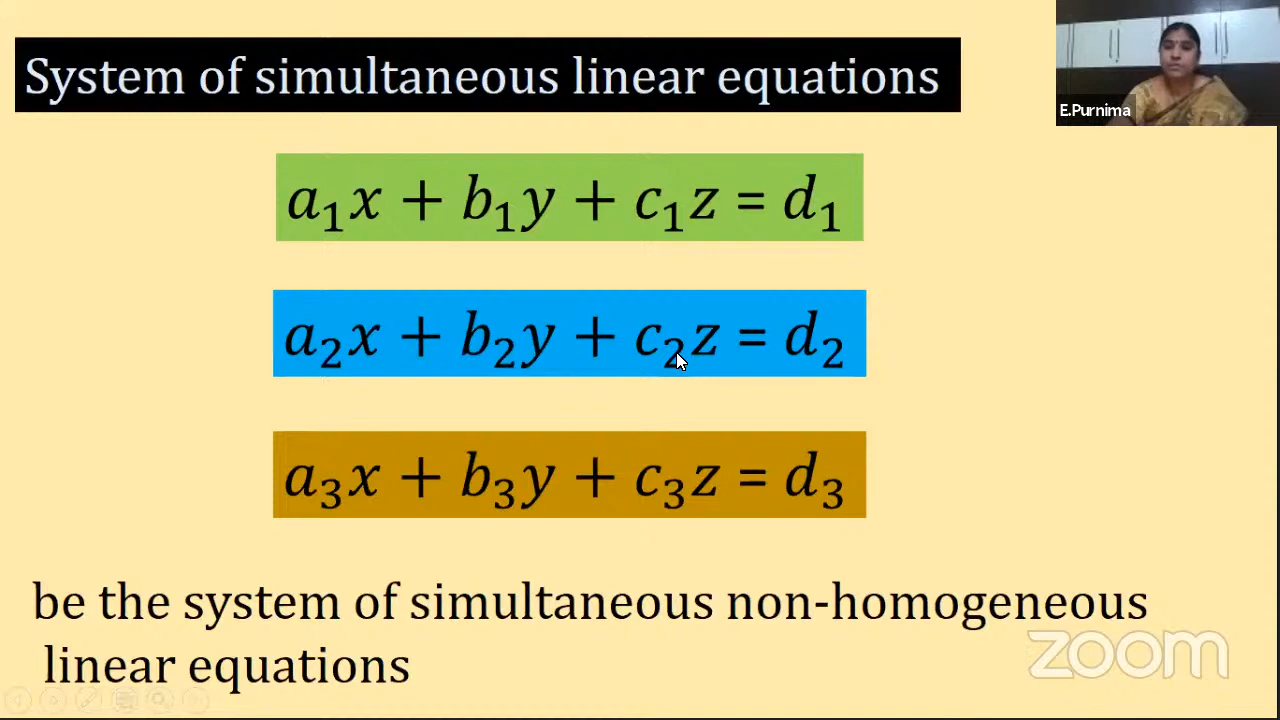 System of simultaneous linear equations
E.Purnima
a₁x + b₁y + c₁z = d₁
a₂x + b₂y + c₂z = d₂
a₃x + b₃y + c₃z = d₃
be the system of simultaneous non-homogeneous
linear equations
zoom